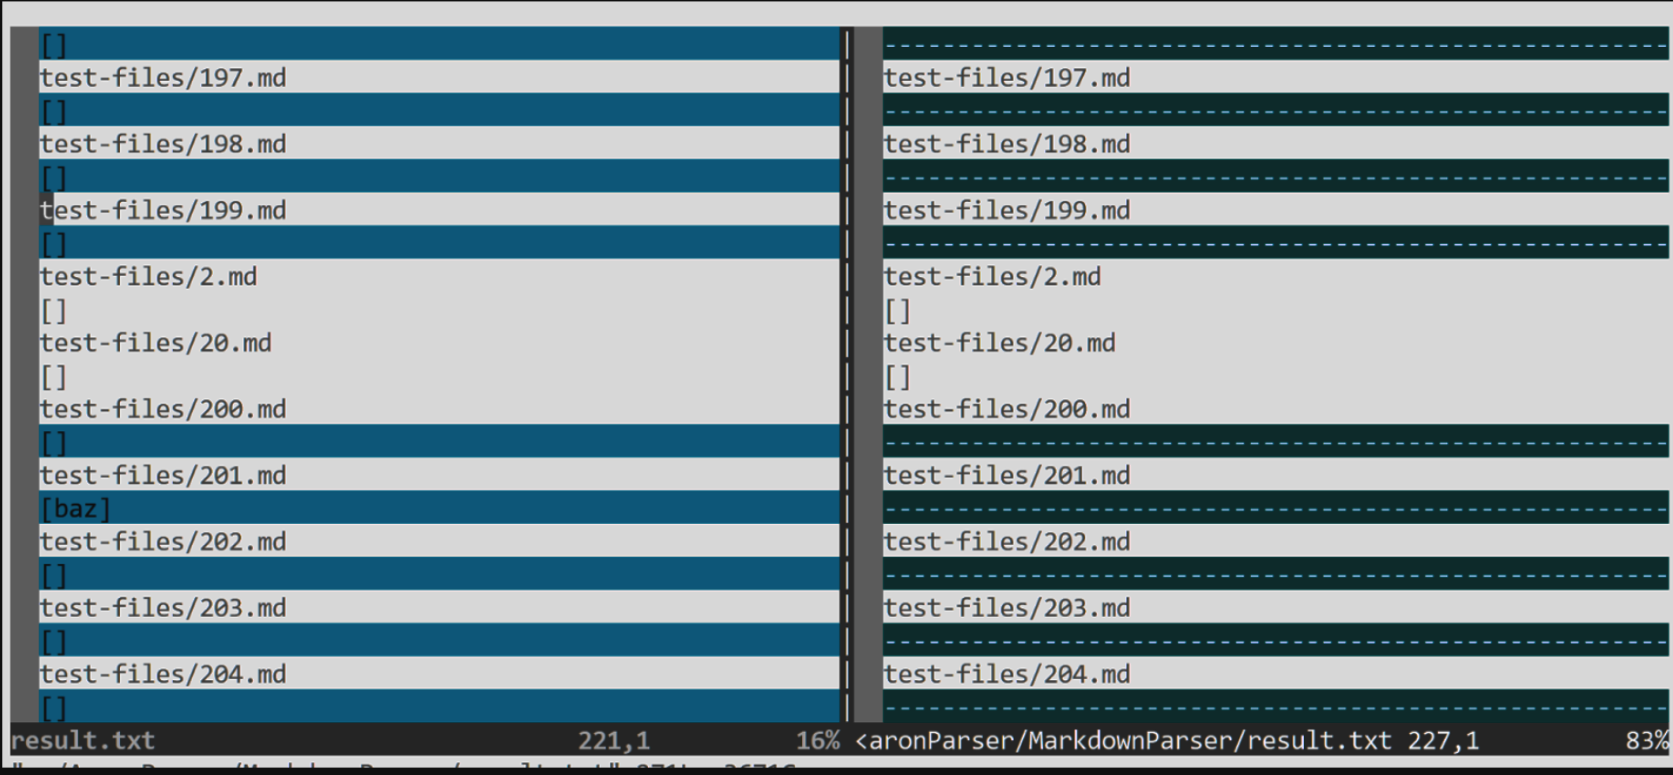 []
test-files/197.md
[]
test-files/198.md
[]
test-files/199.md
[]
test-files/2.md
[]
test-files/20.md
[]
test-files/200.md
[]
test-files/201.md
[baz]
test-files/202.md
[]
test-files/203.md
[]
test-files/204.md
[]
result.txt 221,1 16%
------------------------------------------------------
test-files/197.md
------------------------------------------------------
test-files/198.md
------------------------------------------------------
test-files/199.md
------------------------------------------------------
test-files/2.md
[]
test-files/20.md
[]
test-files/200.md
------------------------------------------------------
test-files/201.md
------------------------------------------------------
test-files/202.md
------------------------------------------------------
test-files/203.md
------------------------------------------------------
test-files/204.md
------------------------------------------------------
<aronParser/MarkdownParser/result.txt 227,1 83%